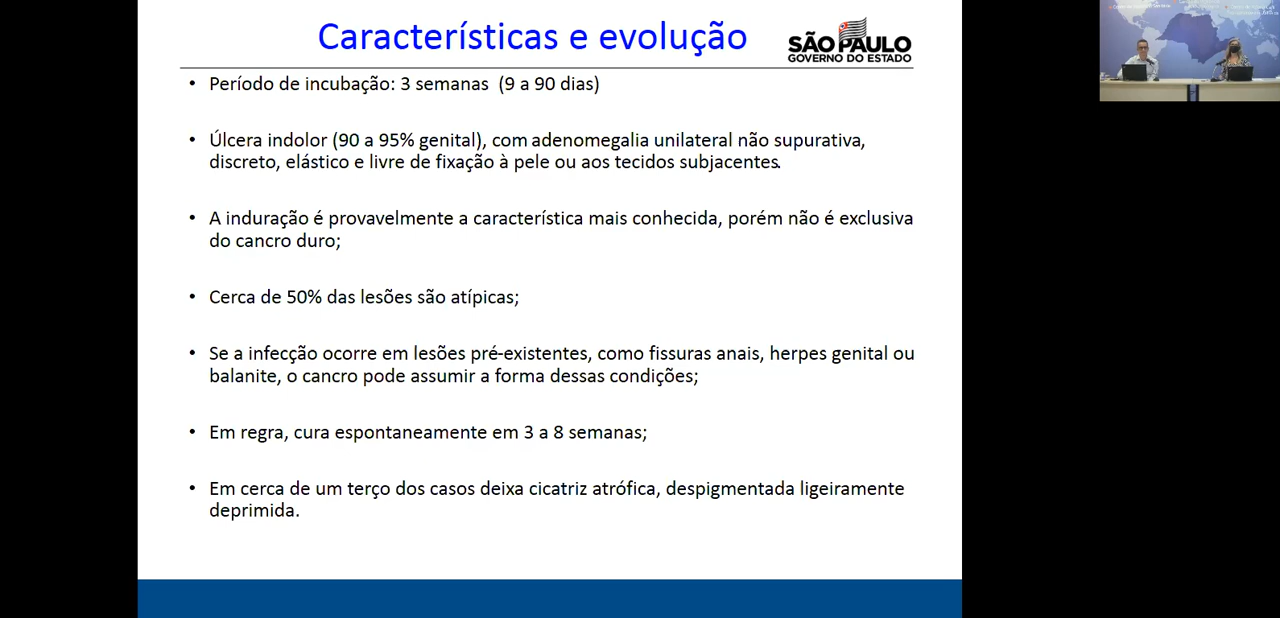 Características e evolução
SÃO PAULO
GOVERNO DO ESTADO
• Período de incubação: 3 semanas (9 a 90 dias)
• Úlcera indolor (90 a 95% genital), com adenomegalia unilateral não supurativa,
discreto, elástico e livre de fixação à pele ou aos tecidos subjacentes.
• A induração é provavelmente a característica mais conhecida, porém não é exclusiva
do cancro duro;
• Cerca de 50% das lesões são atípicas;
• Se a infecção ocorre em lesões pré-existentes, como fissuras anais, herpes genital ou
balanite, o cancro pode assumir a forma dessas condições;
• Em regra, cura espontaneamente em 3 a 8 semanas;
• Em cerca de um terço dos casos deixa cicatriz atrófica, despigmentada ligeiramente
deprimida.